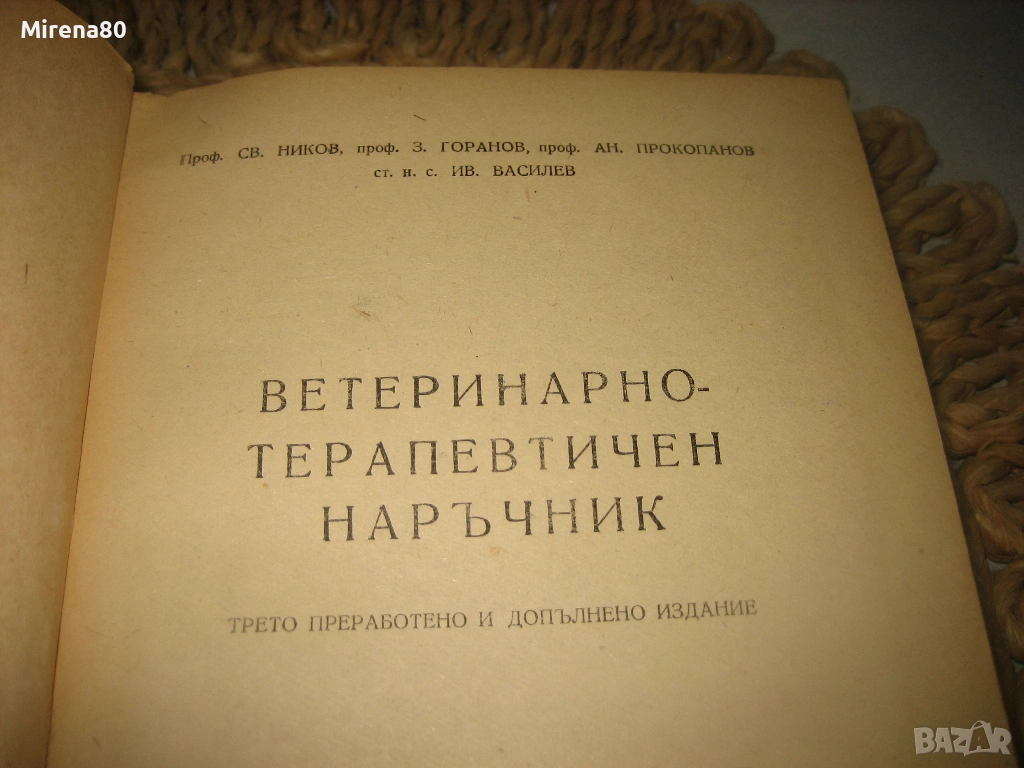 Mirena80
Проф. СВ. НИКОВ, проф. З. ГОРАНОВ, проф. АН. ПРОКОПАНОВ
ст. н. с. ИВ. ВАСИЛЕВ
ВЕТЕРИНАРНО-
ТЕРАПЕВТИЧЕН
НАРЪЧНИК
ТРЕТО ПРЕРАБОТЕНО И ДОПЪЛНЕНО ИЗДАНИЕ
BAZAR